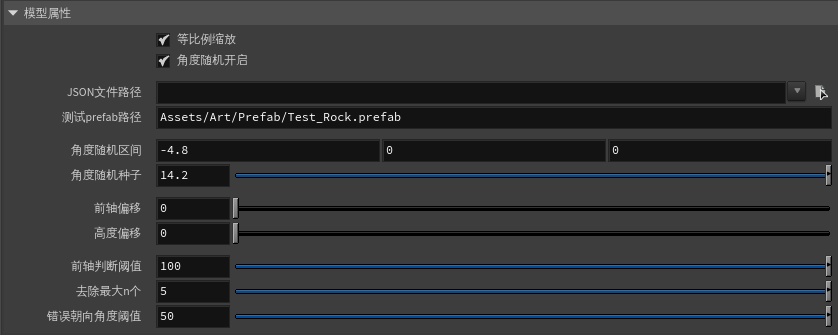 模型属性
等比例缩放
角度随机开启
JSON文件路径
测试prefab路径 Assets/Art/Prefab/Test_Rock.prefab
角度随机区间 -4.8 0 0
角度随机种子 14.2
前轴偏移 0
高度偏移 0
前轴判断阈值 100
去除最大n个 5
错误朝向角度阈值 50